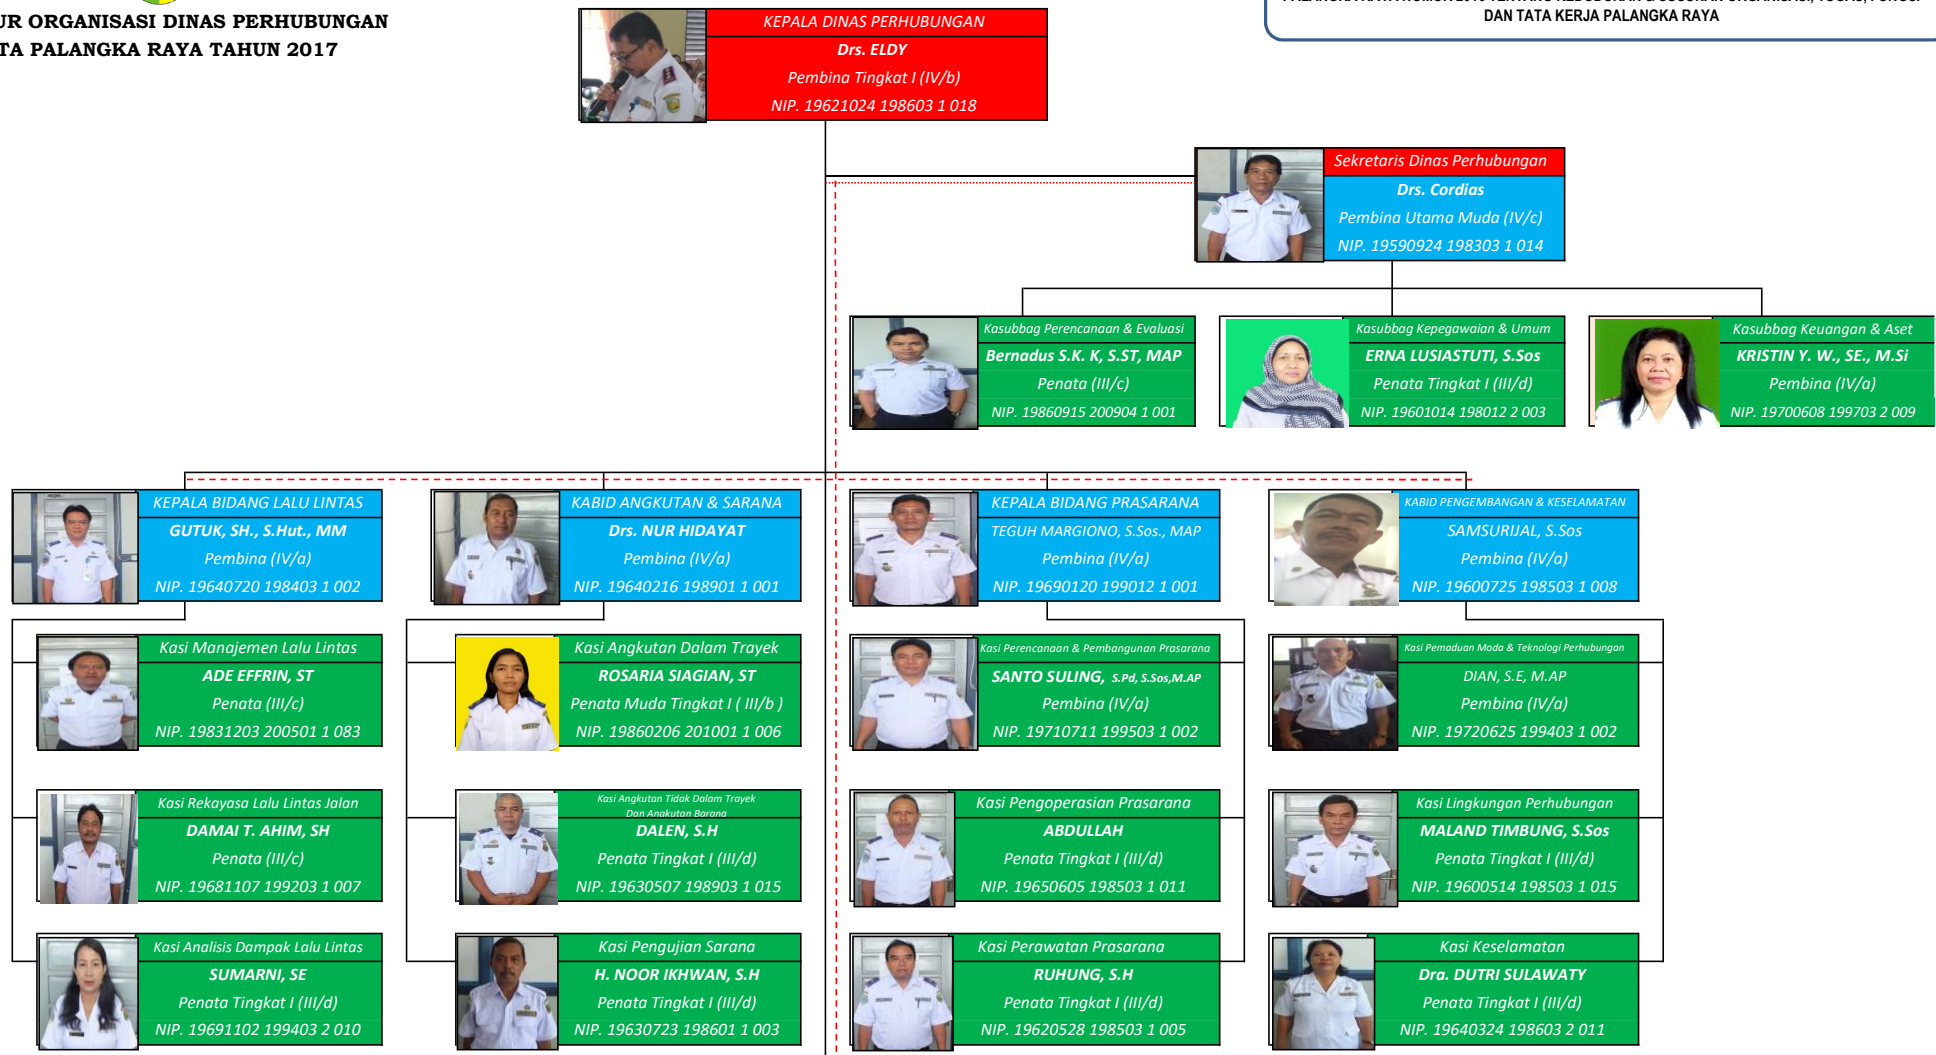 UR ORGANISASI DINAS PERHUBUNGAN
TA PALANGKA RAYA TAHUN 2017
DAN TATA KERJA PALANGKA RAYA
KEPALA DINAS PERHUBUNGAN
Drs. ELDY
Pembina Tingkat I (IV/b)
NIP. 19621024 198603 1 018
Sekretaris Dinas Perhubungan
Drs. Cordias
Pembina Utama Muda (IV/c)
NIP. 19590924 198303 1 014
Kasubbag Perencanaan & Evaluasi
Bernadus S.K. K, S.ST, MAP
Penata (III/c)
NIP. 19860915 200904 1 001
Kasubbag Kepegawaian & Umum
ERNA LUSIASTUTI, S.Sos
Penata Tingkat I (III/d)
NIP. 19601014 198012 2 003
Kasubbag Keuangan & Aset
KRISTIN Y. W., SE., M.Si
Pembina (IV/a)
NIP. 19700608 199703 2 009
KEPALA BIDANG LALU LINTAS
GUTUK, SH., S.Hut., MM
Pembina (IV/a)
NIP. 19640720 198403 1 002
KABID ANGKUTAN & SARANA
Drs. NUR HIDAYAT
Pembina (IV/a)
NIP. 19640216 198901 1 001
KEPALA BIDANG PRASARANA
TEGUH MARGIONO, S.Sos., MAP
Pembina (IV/a)
NIP. 19690120 199012 1 001
KABID PENGEMBANGAN & KESELAMATAN
SAMSURIJAL, S.Sos
Pembina (IV/a)
NIP. 19600725 198503 1 008
Kasi Manajemen Lalu Lintas
ADE EFFRIN, ST
Penata (III/c)
NIP. 19831203 200501 1 083
Kasi Angkutan Dalam Trayek
ROSARIA SIAGIAN, ST
Penata Muda Tingkat I ( III/b )
NIP. 19860206 201001 1 006
Kasi Perencanaan & Pembangunan Prasarana
SANTO SULING, S.Pd, S.Sos,M.AP
Pembina (IV/a)
NIP. 19710711 199503 1 002
Kasi Pemaduan Moda & Teknologi Perhubungan
DIAN, S.E, M.AP
Pembina (IV/a)
NIP. 19720625 199403 1 002
Kasi Rekayasa Lalu Lintas Jalan
DAMAI T. AHIM, SH
Penata (III/c)
NIP. 19681107 199203 1 007
Kasi Angkutan Tidak Dalam Trayek
Dan Angkutan Barang
DALEN, S.H
Penata Tingkat I (III/d)
NIP. 19630507 198903 1 015
Kasi Pengoperasian Prasarana
ABDULLAH
Penata Tingkat I (III/d)
NIP. 19650605 198503 1 011
Kasi Lingkungan Perhubungan
MALAND TIMBUNG, S.Sos
Penata Tingkat I (III/d)
NIP. 19600514 198503 1 015
Kasi Analisis Dampak Lalu Lintas
SUMARNI, SE
Penata Tingkat I (III/d)
NIP. 19691102 199403 2 010
Kasi Pengujian Sarana
H. NOOR IKHWAN, S.H
Penata Tingkat I (III/d)
NIP. 19630723 198601 1 003
Kasi Perawatan Prasarana
RUHUNG, S.H
Penata Tingkat I (III/d)
NIP. 19620528 198503 1 005
Kasi Keselamatan
Dra. DUTRI SULAWATY
Penata Tingkat I (III/d)
NIP. 19640324 198603 2 011